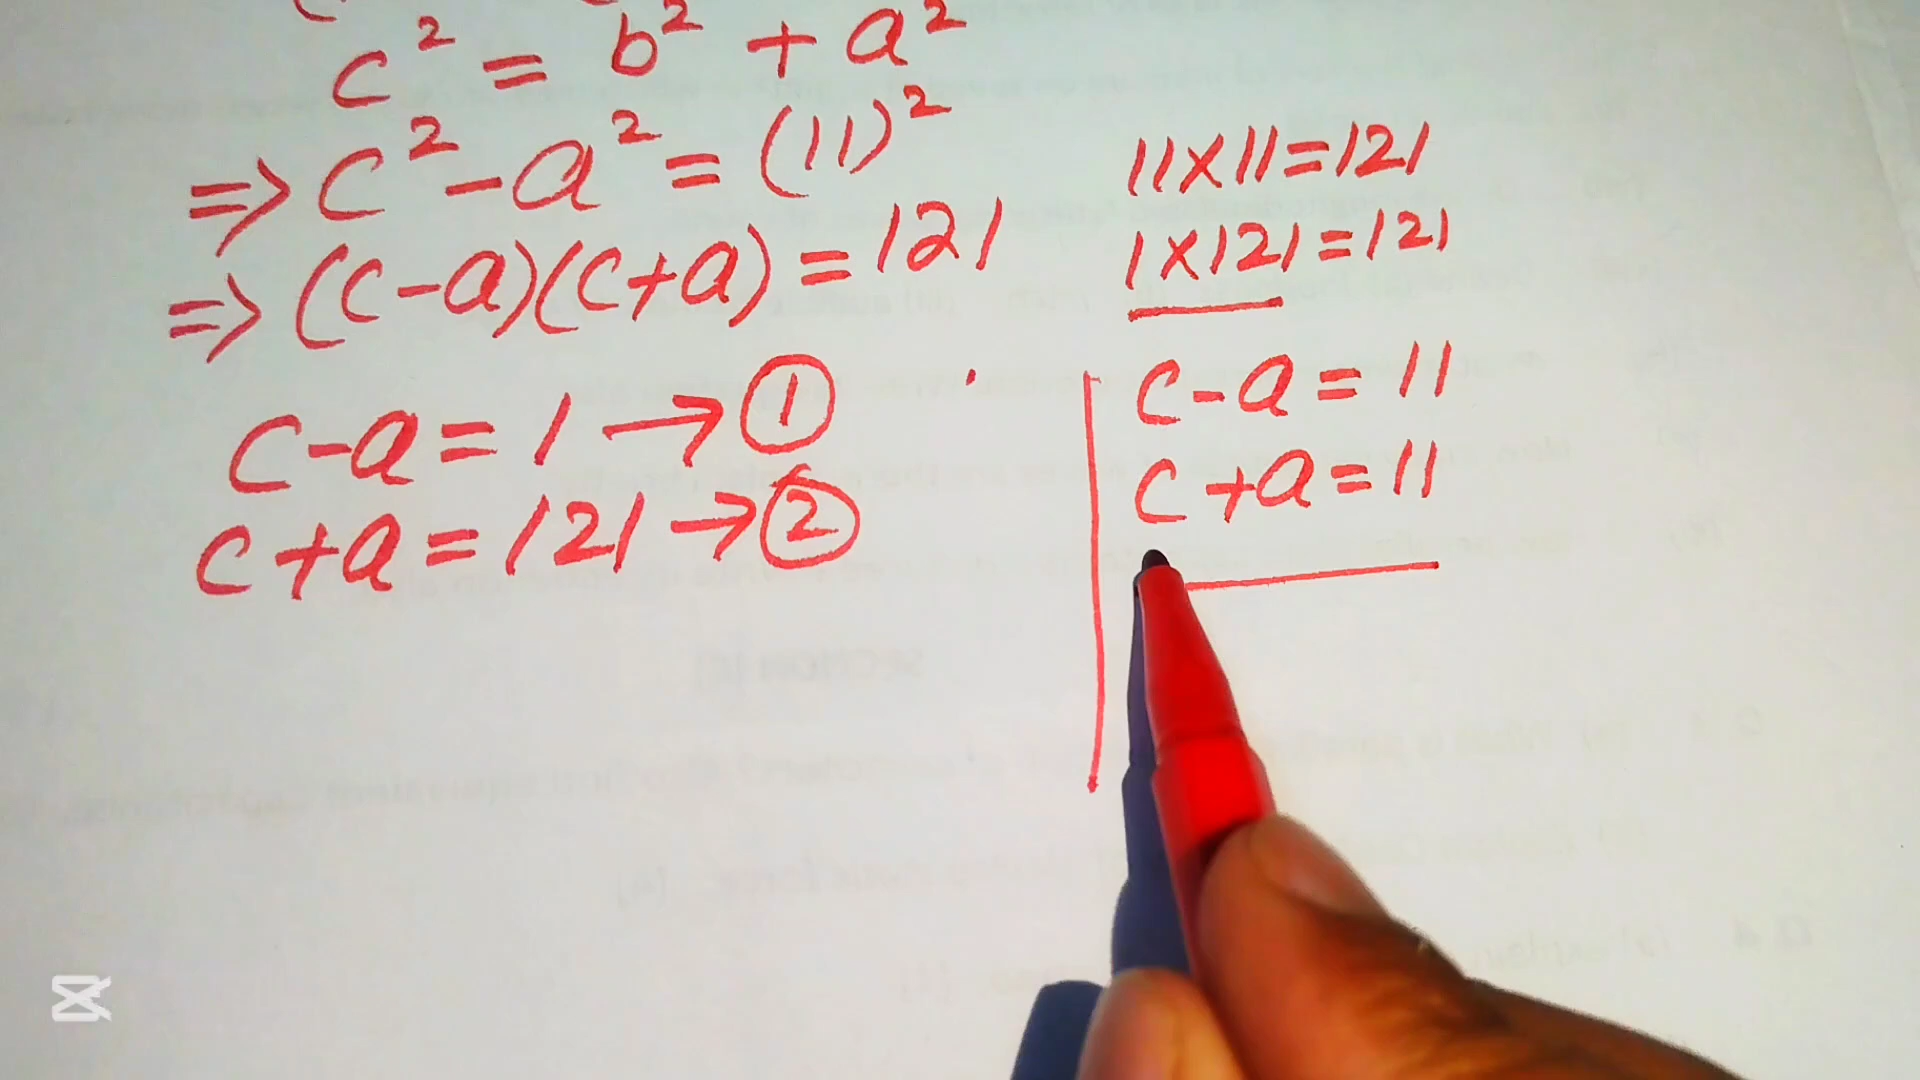 c² = b² + a²
=> c² - a² = (11)²
=> (c-a)(c+a) = 121
c-a = 1 → ①
c+a = 121 → ②
11×11=121
1×121=121
c-a = 11
c+a = 11